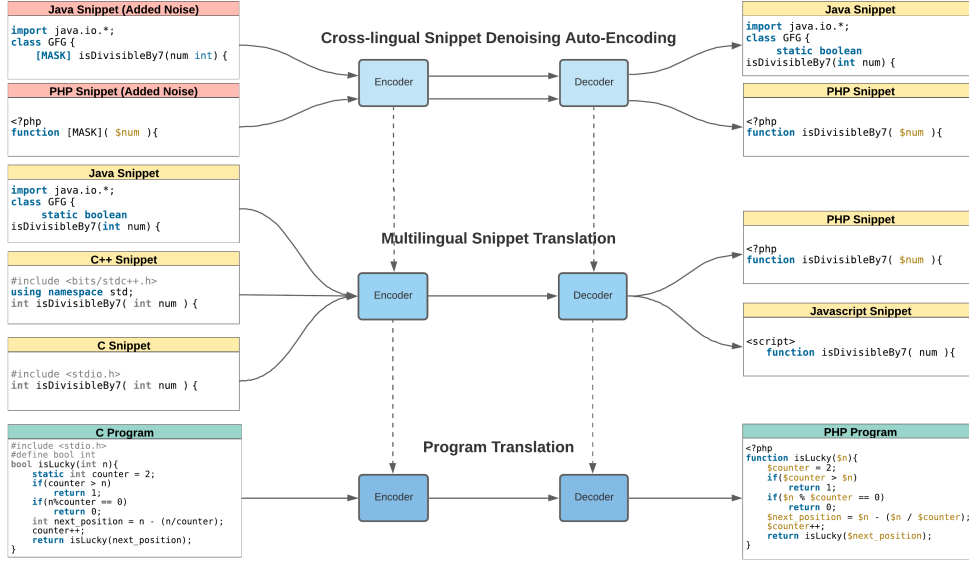 Java Snippet (Added Noise)
import java.io.*;
class GFG {
[MASK] isDivisibleBy7(num int) {
PHP Snippet (Added Noise)
<?php
function [MASK]( $num ){
Cross-lingual Snippet Denoising Auto-Encoding
Encoder
Decoder
Java Snippet
import java.io.*;
class GFG {
static boolean
isDivisibleBy7(int num) {
PHP Snippet
<?php
function isDivisibleBy7( $num ){
Java Snippet
import java.io.*;
class GFG {
static boolean
isDivisibleBy7(int num) {
C++ Snippet
#include <bits/stdc++.h>
using namespace std;
int isDivisibleBy7( int num ) {
C Snippet
#include <stdio.h>
int isDivisibleBy7( int num ) {
Multilingual Snippet Translation
Encoder
Decoder
PHP Snippet
<?php
function isDivisibleBy7( $num ){
Javascript Snippet
<script>
function isDivisibleBy7( num ){
C Program
#include <stdio.h>
#define bool int
bool isLucky(int n){
static int counter = 2;
if(counter > n)
return 1;
if(n%counter == 0)
return 0;
int next_position = n - (n/counter);
counter++;
return isLucky(next_position);
}
Program Translation
Encoder
Decoder
PHP Program
<?php
function isLucky($n){
$counter = 2;
if($counter > $n)
return 1;
if($n % $counter == 0)
return 0;
$next_position = $n - ($n / $counter);
$counter++;
return isLucky($next_position);
}